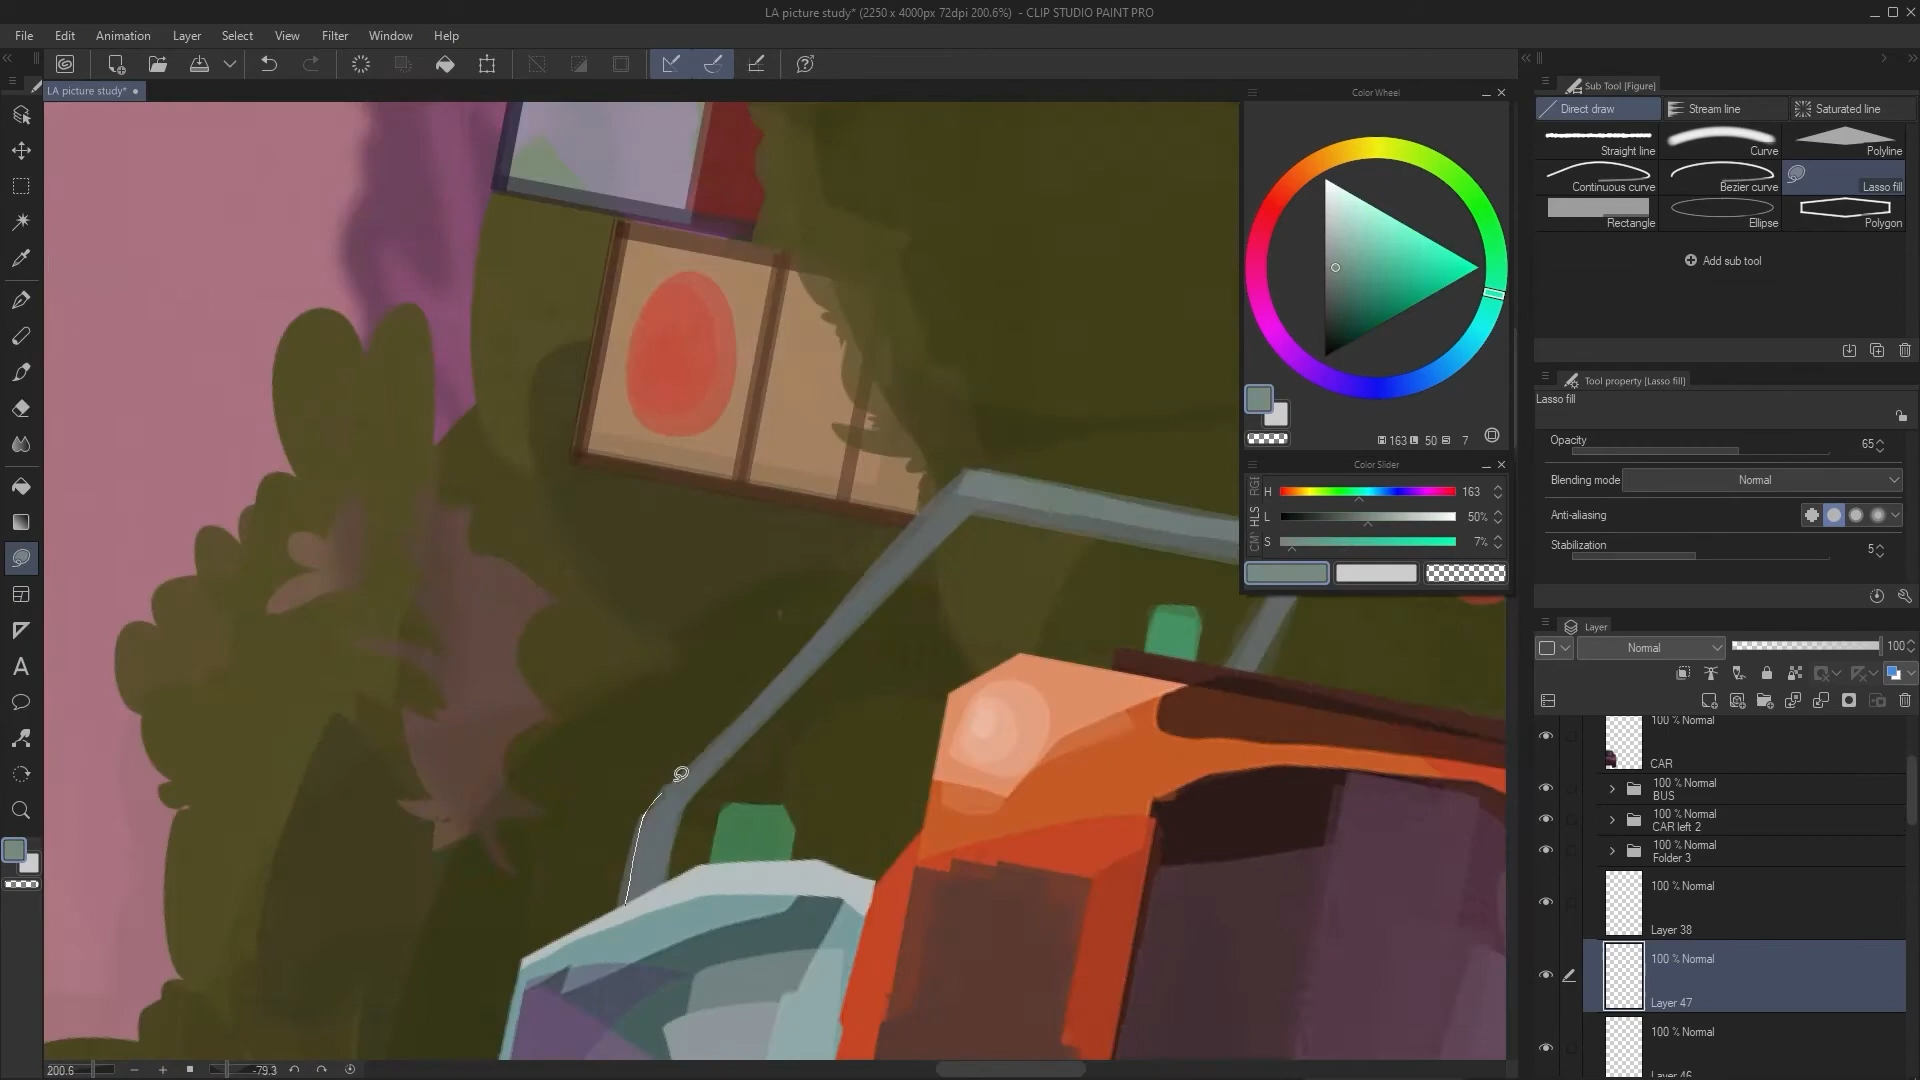 LA picture study* (2250 x 4000px 72dpi 200.6%) - CLIP STUDIO PAINT PRO
File Edit Animation Layer Select View Filter Window Help
LA picture study*
Color Wheel
163 50 7
Color Slider
RGB
HLS
H 163
L 50%
S 7%
Sub Tool [Figure]
Direct draw Stream line Saturated line
Straight line Curve Polyline
Continuous curve Bezier curve Lasso fill
Rectangle Ellipse Polygon
Add sub tool
Tool property [Lasso fill]
Lasso fill
Opacity 65
Blending mode Normal
Anti-aliasing
Stabilization 5
Layer
Normal 100
100 % Normal
CAR
100 % Normal
BUS
100 % Normal
CAR left 2
100 % Normal
Folder 3
100 % Normal
Layer 38
100 % Normal
Layer 47
100 % Normal
Layer 46
200.6 -79.3